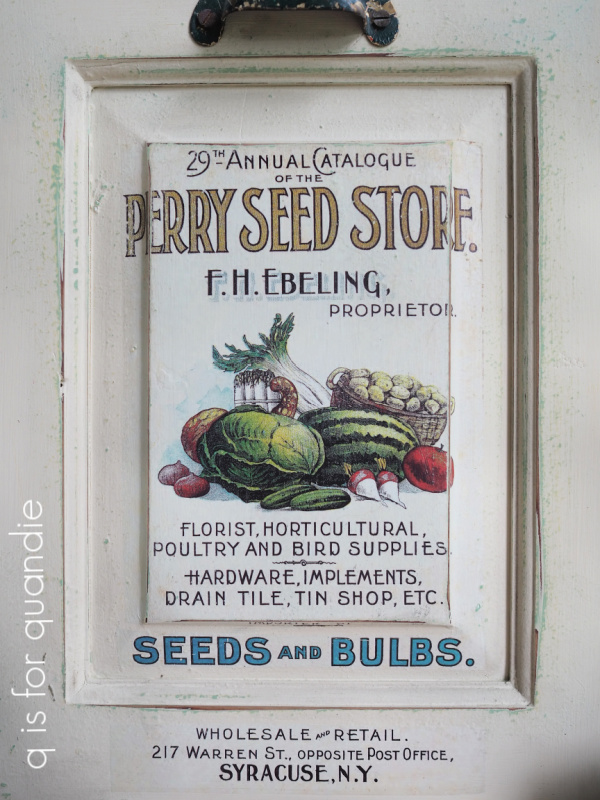 29TH ANNUAL CATALOGUE
OF THE
PERRY SEED STORE.
F.H. EBELING,
PROPRIETOR.
FLORIST, HORTICULTURAL,
POULTRY AND BIRD SUPPLIES
HARDWARE, IMPLEMENTS,
DRAIN TILE, TIN SHOP, ETC.
SEEDS AND BULBS.
WHOLESALE AND RETAIL.
217 WARREN ST., OPPOSITE POST OFFICE,
SYRACUSE, N.Y.
q is for quandie